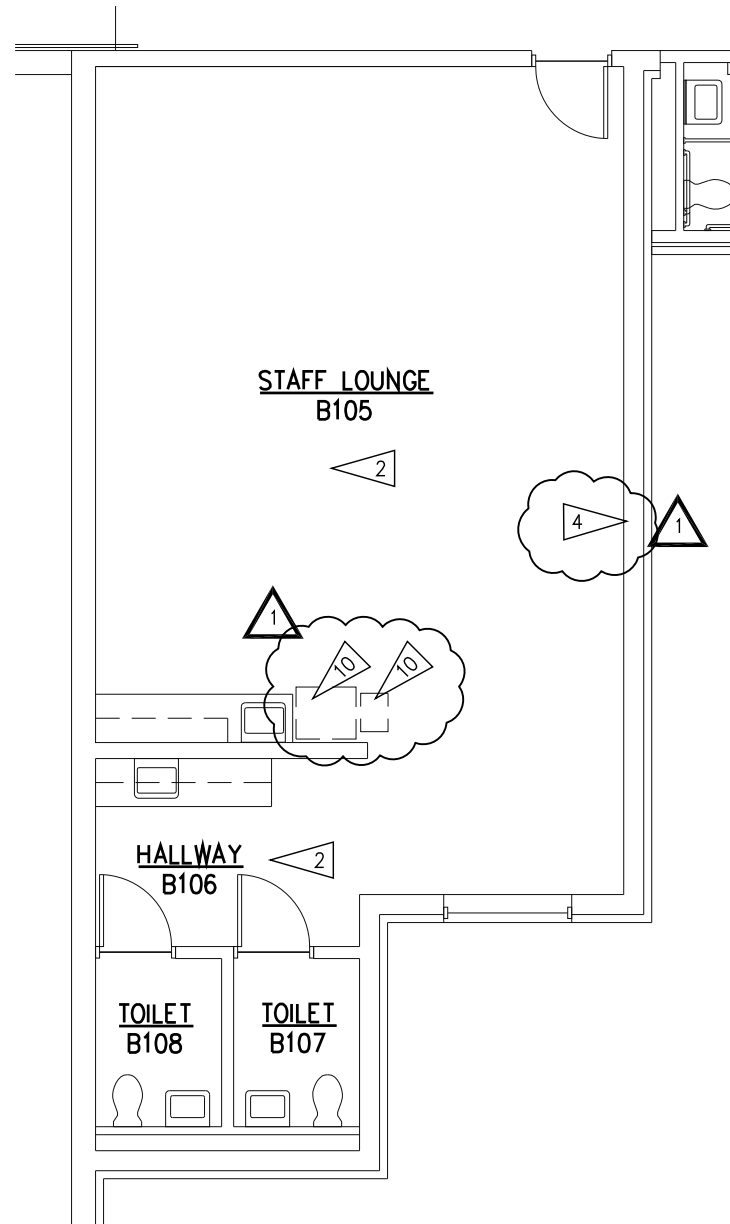 STAFF LOUNGE
B105
2
4
1
1
10
10
HALLWAY
B106
2
TOILET
B108
TOILET
B107